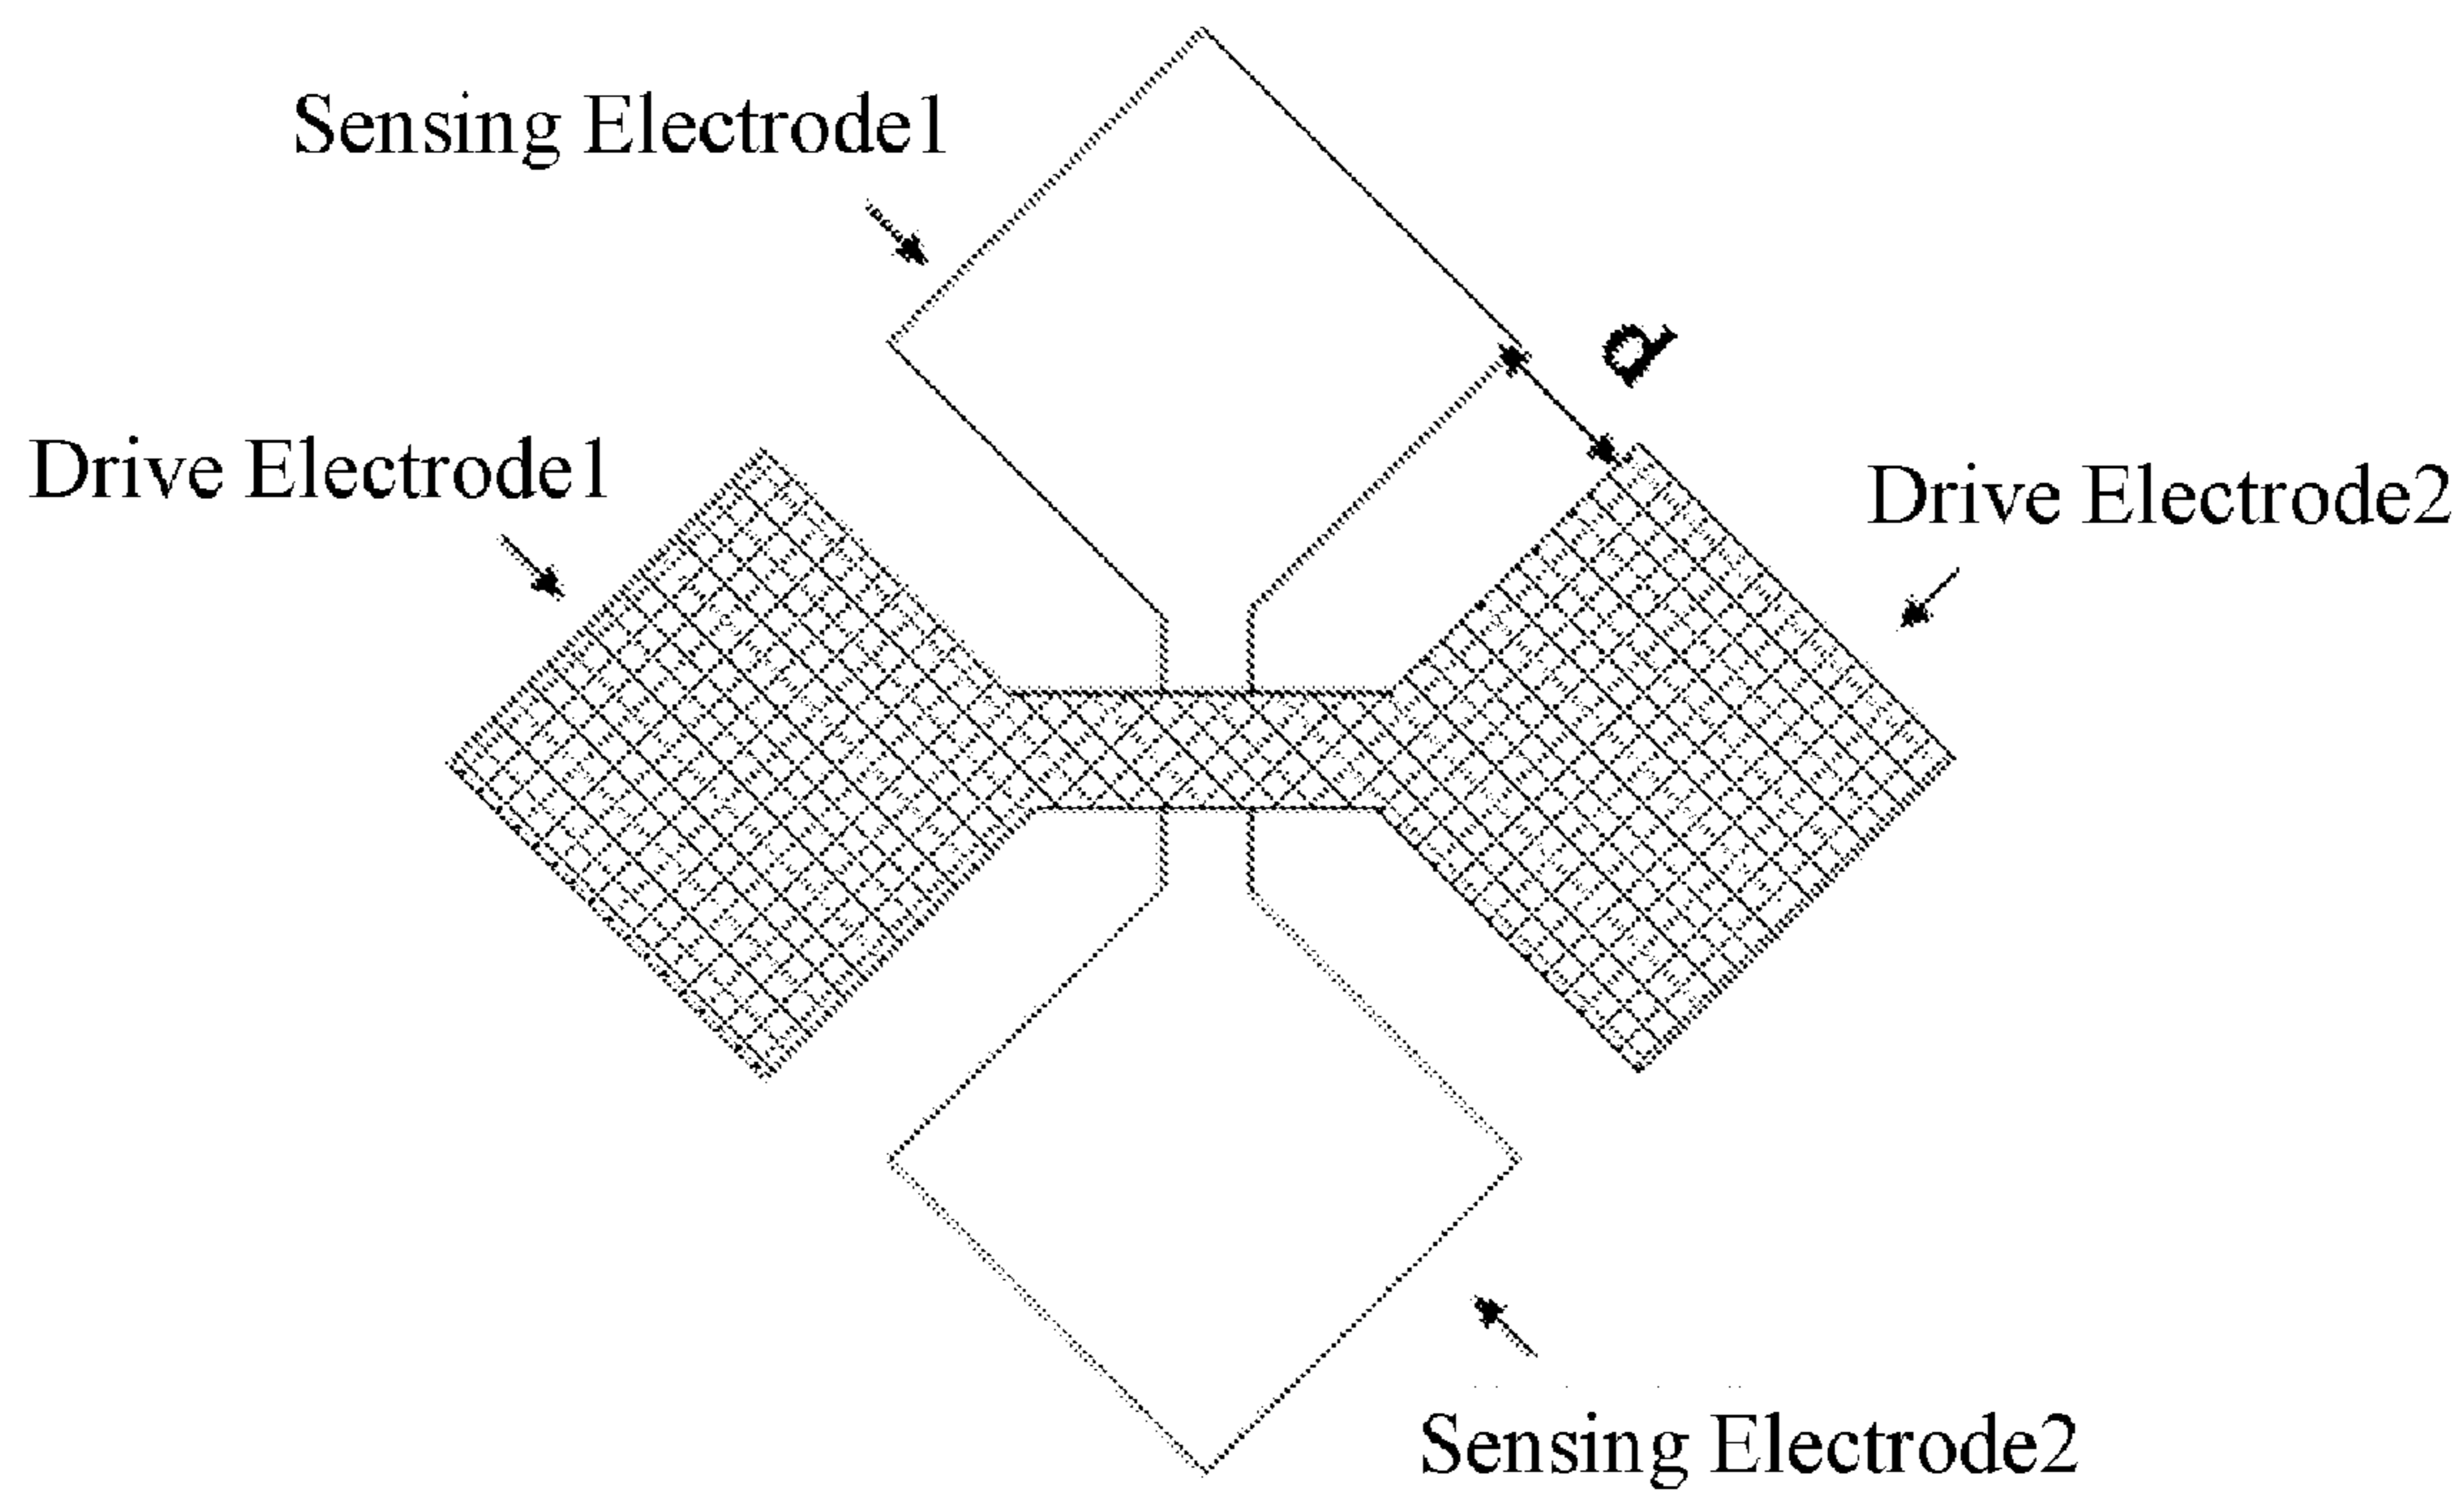 Sensing Electrode1
d
Drive Electrode1
Drive Electrode2
Sensing Electrode2